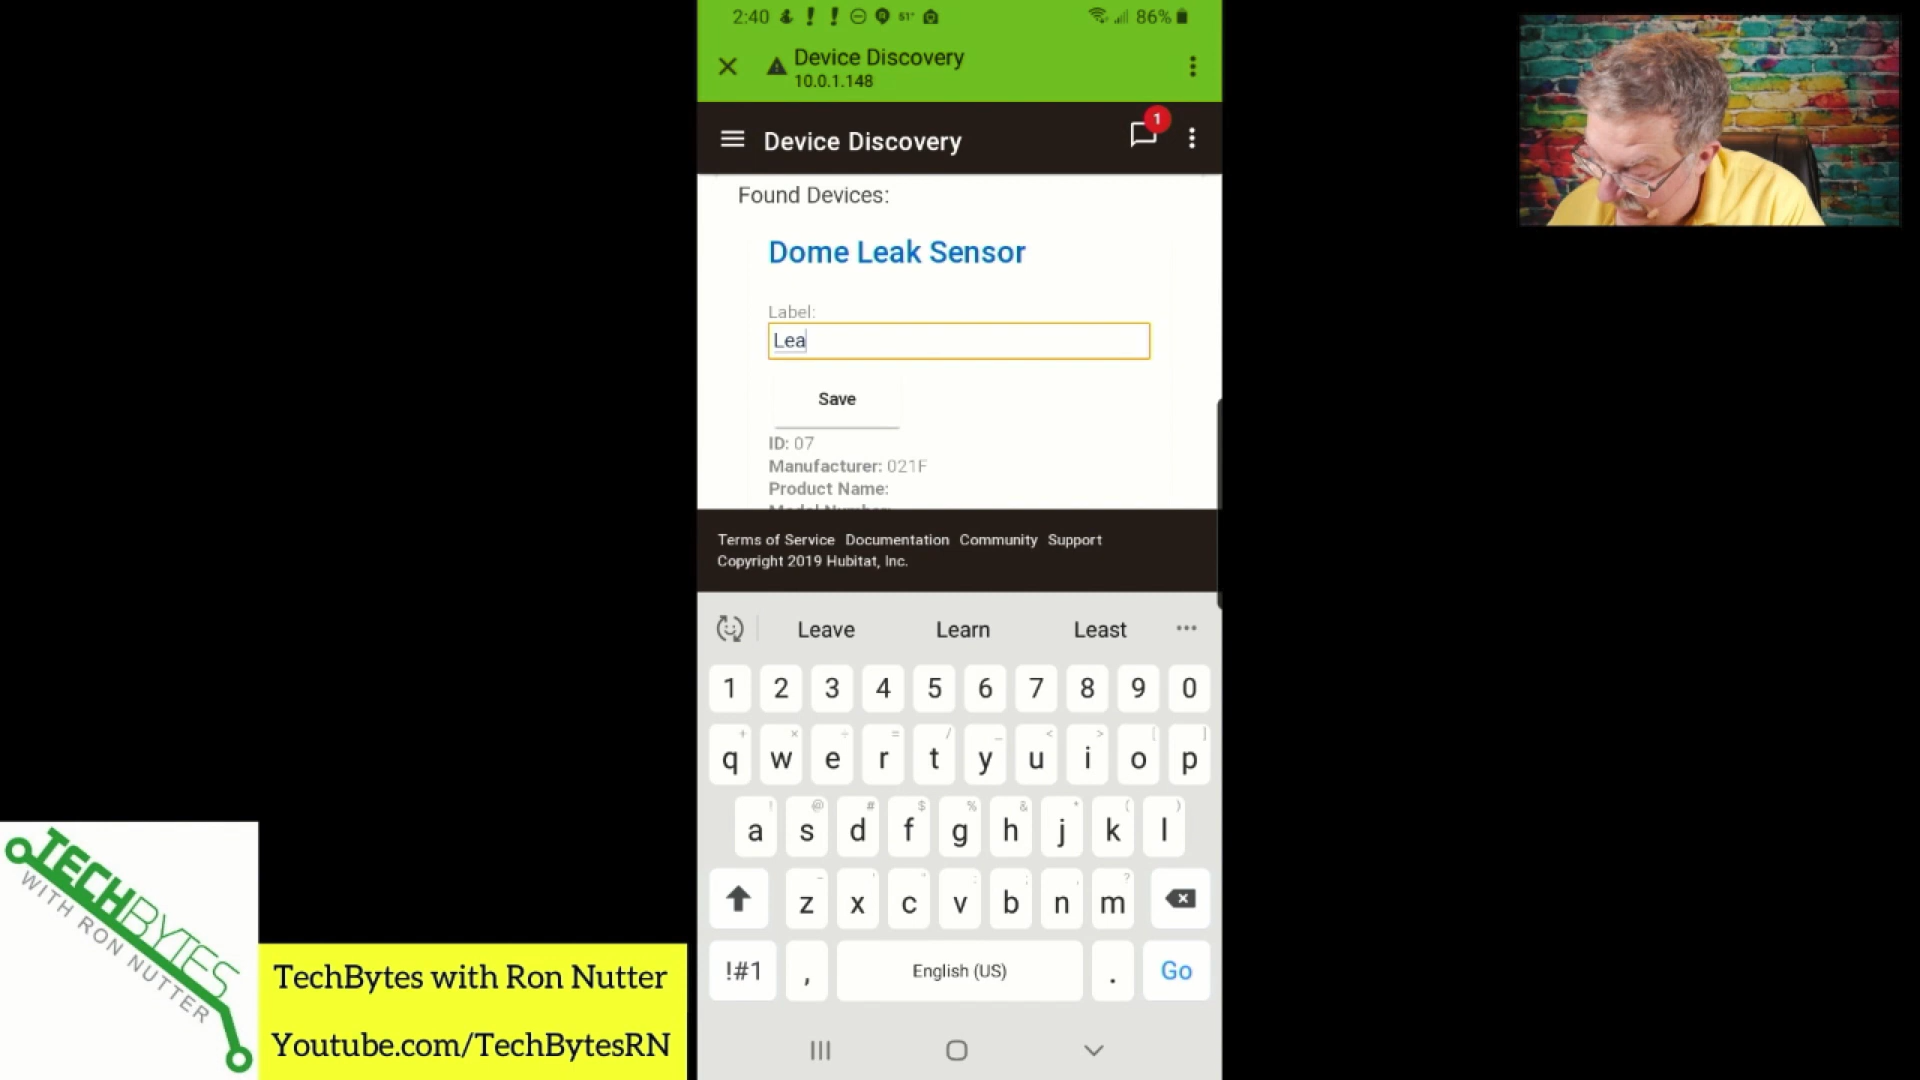 2:40 51° 86%
Device Discovery
10.0.1.148
Device Discovery
1
Found Devices:
Dome Leak Sensor
Label:
Lea
Save
ID: 07
Manufacturer: 021F
Product Name:
Model Number:
Terms of Service Documentation Community Support
Copyright 2019 Hubitat, Inc.
Leave Learn Least ...
1 2 3 4 5 6 7 8 9 0
+ × ÷ = / _ < > [ ]
q w e r t y u i o p
! @ # $ % & * ( )
a s d f g h j k l
- ' " : ; , ?
z x c v b n m
!#1 , English (US) . Go
TECHBYTES
WITH RON NUTTER
TechBytes with Ron Nutter
Youtube.com/TechBytesRN